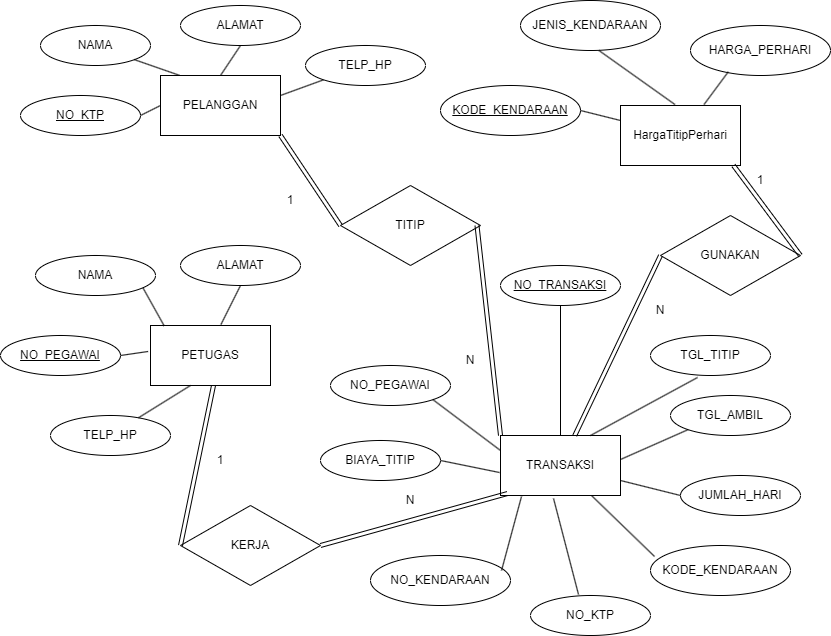 ALAMAT
NAMA
TELP_HP
NO_KTP
PELANGGAN
JENIS_KENDARAAN
HARGA_PERHARI
KODE_KENDARAAN
HargaTitipPerhari
1
TITIP
1
GUNAKAN
N
N
NAMA
ALAMAT
NO_PEGAWAI
PETUGAS
TELP_HP
1
KERJA
N
NO_TRANSAKSI
TGL_TITIP
NO_PEGAWAI
TGL_AMBIL
BIAYA_TITIP
TRANSAKSI
JUMLAH_HARI
NO_KENDARAAN
KODE_KENDARAAN
NO_KTP